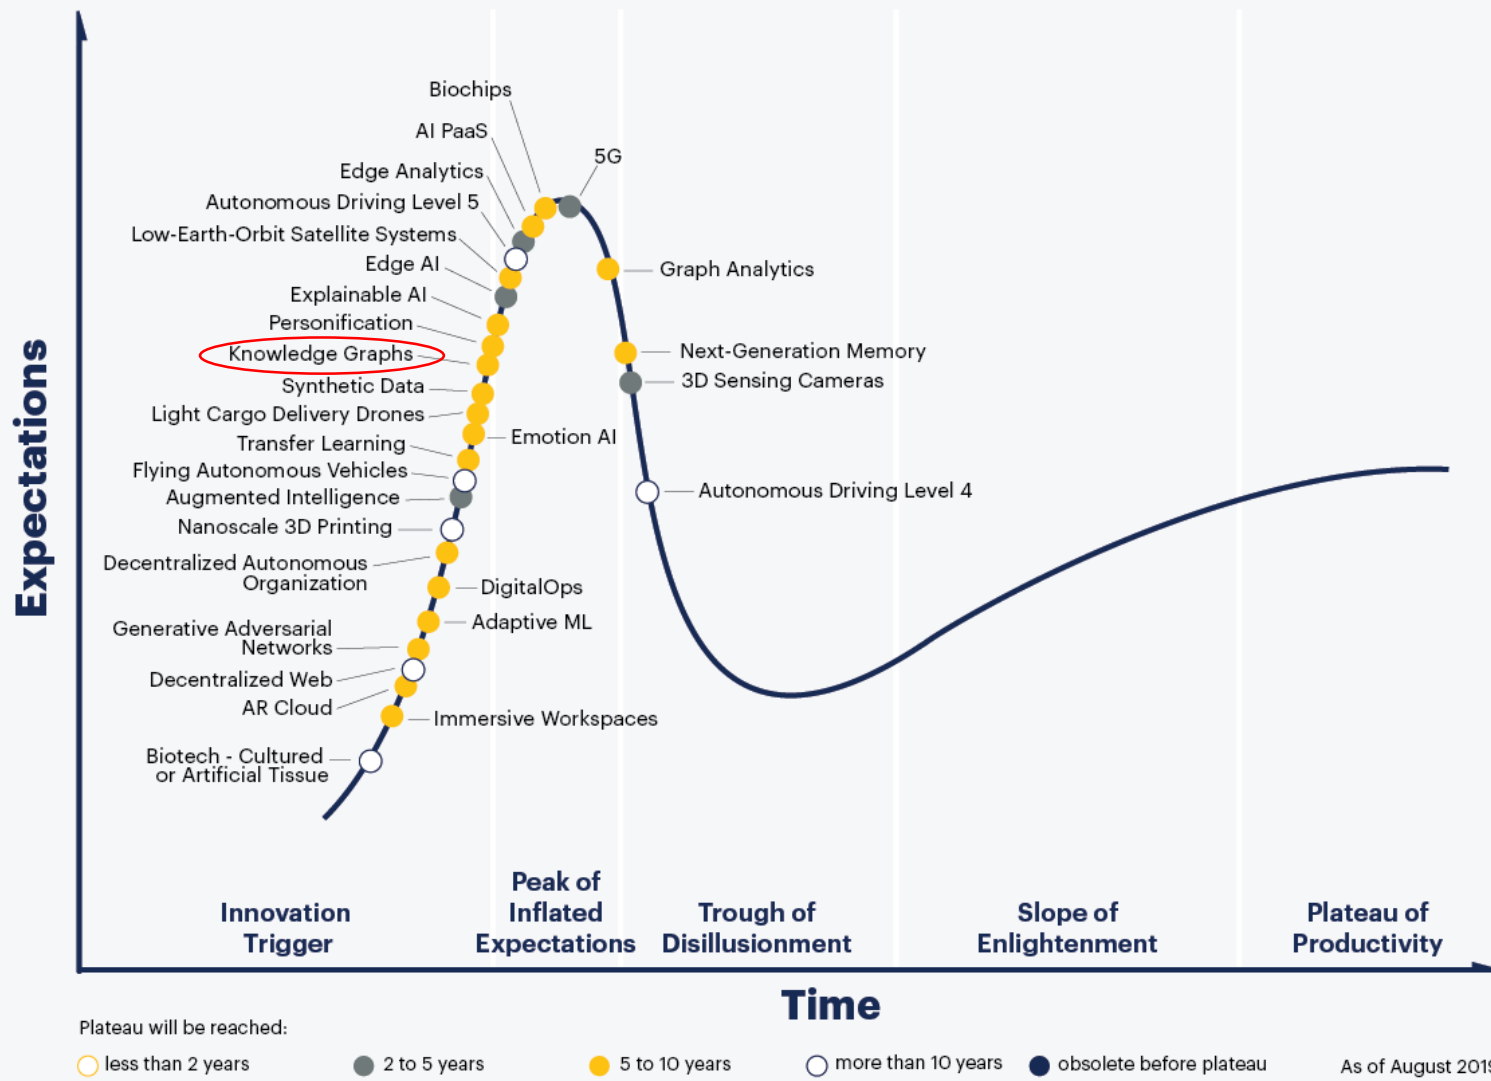 Biochips
AI PaaS
5G
Edge Analytics
Autonomous Driving Level 5
Low-Earth-Orbit Satellite Systems
Edge AI
Graph Analytics
Explainable AI
Personification
Knowledge Graphs
Next-Generation Memory
3D Sensing Cameras
Synthetic Data
Light Cargo Delivery Drones
Emotion AI
Transfer Learning
Flying Autonomous Vehicles
Autonomous Driving Level 4
Augmented Intelligence
Nanoscale 3D Printing
Decentralized Autonomous
Organization
DigitalOps
Adaptive ML
Generative Adversarial
Networks
Decentralized Web
AR Cloud
Immersive Workspaces
Biotech - Cultured
or Artificial Tissue
Expectations
Innovation
Trigger
Peak of
Inflated
Expectations
Trough of
Disillusionment
Slope of
Enlightenment
Plateau of
Productivity
Time
Plateau will be reached:
less than 2 years
2 to 5 years
5 to 10 years
more than 10 years
obsolete before plateau
As of August 2019